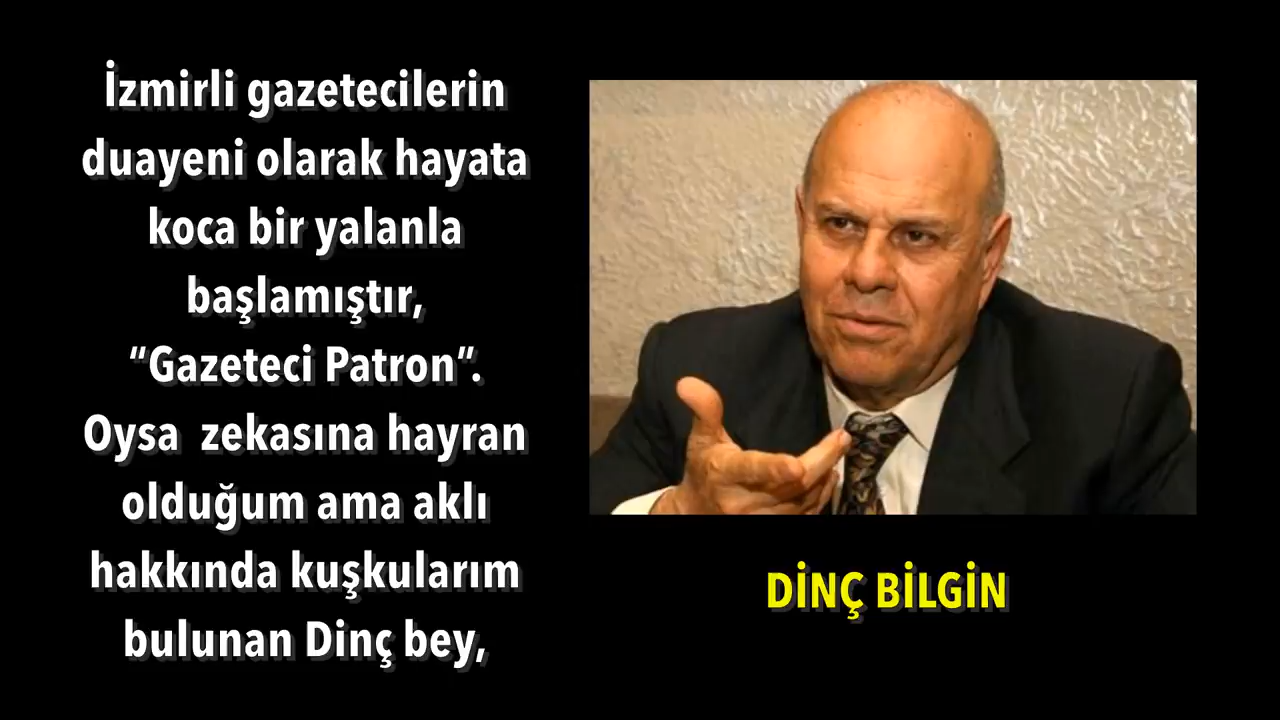 İzmirli gazetecilerin
duayeni olarak hayata
koca bir yalanla
başlamıştır,
“Gazeteci Patron”.
Oysa  zekasına hayran
olduğum ama aklı
hakkında kuşkularım
bulunan Dinç bey,
DİNÇ BİLGİN